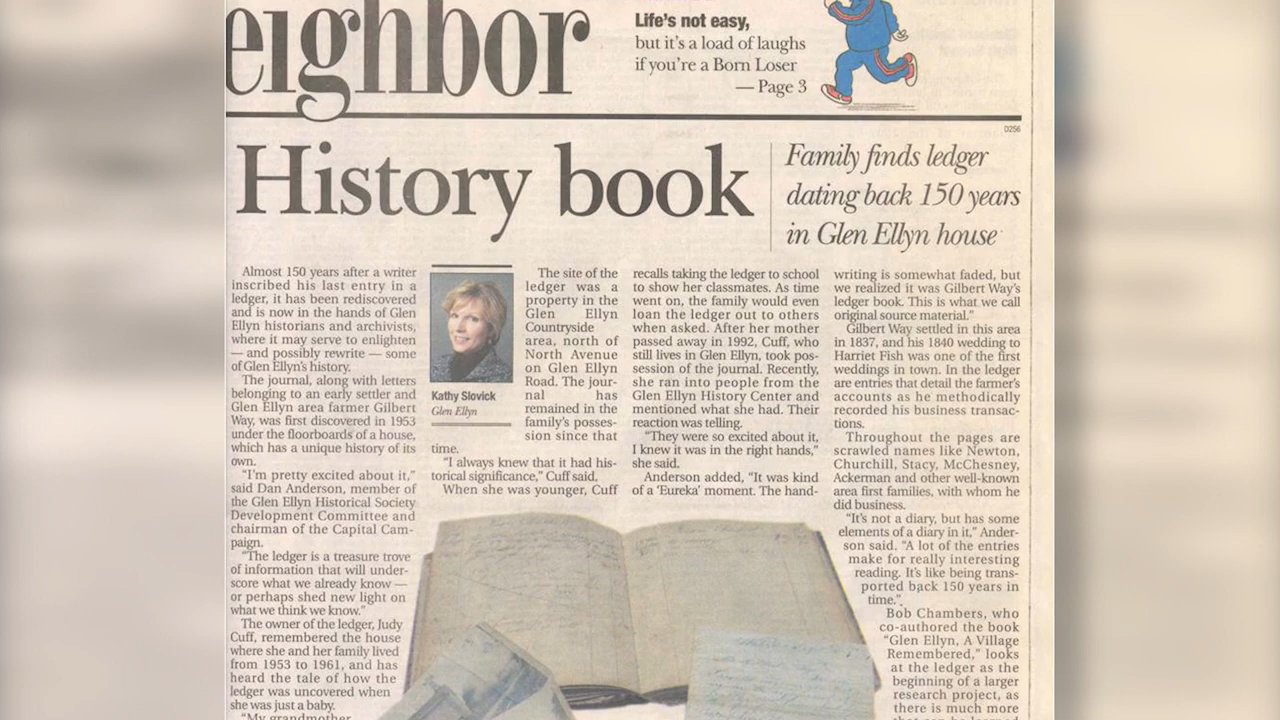 eighbor
Life's not easy,
but it's a load of laughs
if you're a Born Loser
— Page 3
D256
History book
Family finds ledger
dating back 150 years
in Glen Ellyn house
Almost 150 years after a writer
inscribed his last entry in a
ledger, it has been rediscovered
and is now in the hands of Glen
Ellyn historians and archivists,
where it may serve to enlighten
— and possibly rewrite — some
of Glen Ellyn's history.
The journal, along with letters
belonging to an early settler and
Glen Ellyn area farmer Gilbert
Way, was first discovered in 1953
under the floorboards of a house,
which has a unique history of its
own.
"I'm pretty excited about it,"
said Dan Anderson, member of
the Glen Ellyn Historical Society
Development Committee and
chairman of the Capital Cam-
paign.
"The ledger is a treasure trove
of information that will under-
score what we already know —
or perhaps shed new light on
what we think we know."
The owner of the ledger, Judy
Cuff, remembered the house
where she and her family lived
from 1953 to 1961, and has
heard the tale of how the
ledger was uncovered when
she was just a baby.
"My grandmother
Kathy Slovick
Glen Ellyn
The site of the
ledger was a
property in the
Glen Ellyn
Countryside
area, north of
North Avenue
on Glen Ellyn
Road. The jour-
nal has
remained in the
family's posses-
sion since that
time.
"I always knew that it had his-
torical significance," Cuff said.
When she was younger, Cuff
recalls taking the ledger to school
to show her classmates. As time
went on, the family would even
loan the ledger out to others
when asked. After her mother
passed away in 1992, Cuff, who
still lives in Glen Ellyn, took pos-
session of the journal. Recently,
she ran into people from the
Glen Ellyn History Center and
mentioned what she had. Their
reaction was telling.
"They were so excited about it,
I knew it was in the right hands,"
she said.
Anderson added, "It was kind
of a 'Eureka' moment. The hand-
writing is somewhat faded, but
we realized it was Gilbert Way's
ledger book. This is what we call
original source material."
Gilbert Way settled in this area
in 1837, and his 1840 wedding to
Harriet Fish was one of the first
weddings in town. In the ledger
are entries that detail the farmer's
accounts as he methodically
recorded his business transac-
tions.
Throughout the pages are
scrawled names like Newton,
Churchill, Stacy, McChesney,
Ackerman and other well-known
area first families, with whom he
did business.
"It's not a diary, but has some
elements of a diary in it," Ander-
son said. "A lot of the entries
make for really interesting
reading. It's like being trans-
ported back 150 years in
time."
Bob Chambers, who
co-authored the book
"Glen Ellyn, A Village
Remembered," looks
at the ledger as the
beginning of a larger
research project, as
there is much more
that can be learned